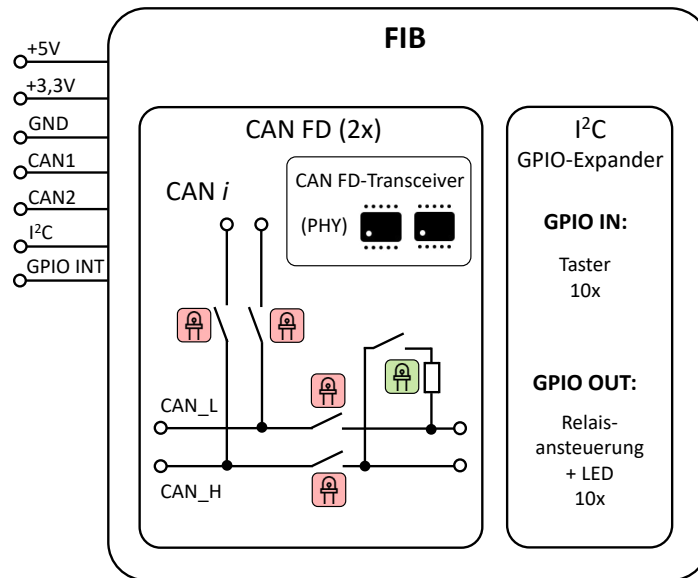 FIB
+5V
+3,3V
GND
CAN1
CAN2
I²C
GPIO INT
CAN FD (2x)
CAN i
CAN FD-Transceiver
(PHY)
CAN_L
CAN_H
I²C
GPIO-Expander
GPIO IN:
Taster
10x
GPIO OUT:
Relais-
ansteuerung
+ LED
10x